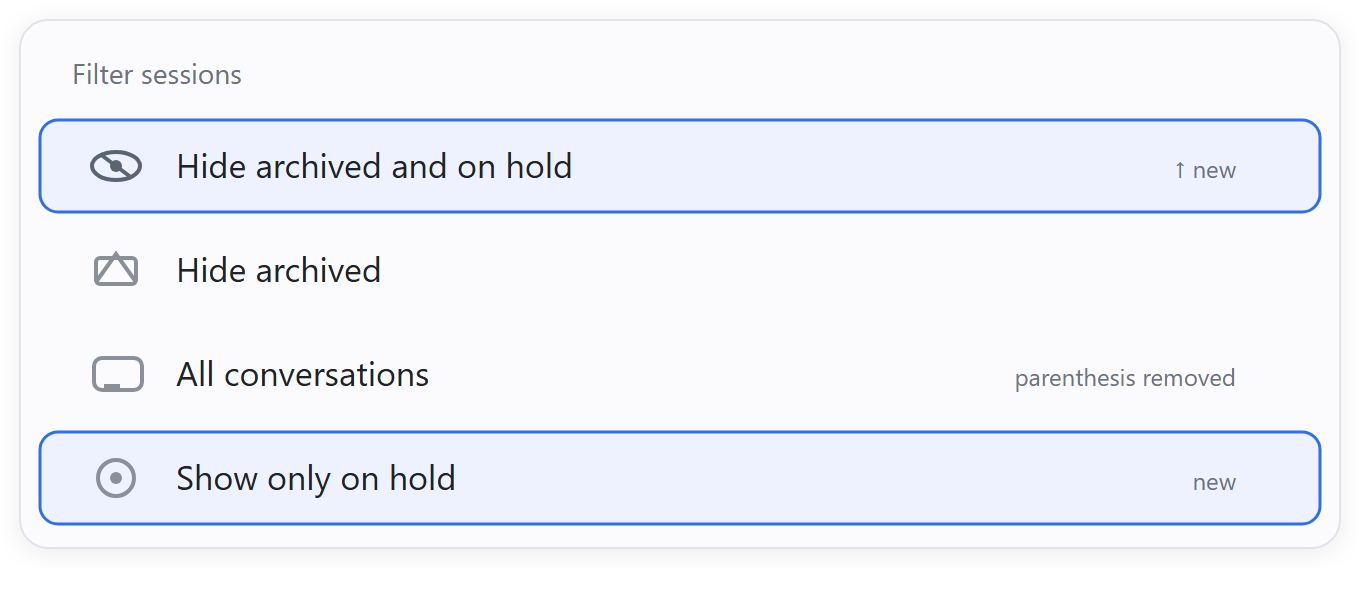 Filter sessions
Hide archived and on hold
↑ new
Hide archived
All conversations
parenthesis removed
Show only on hold
new